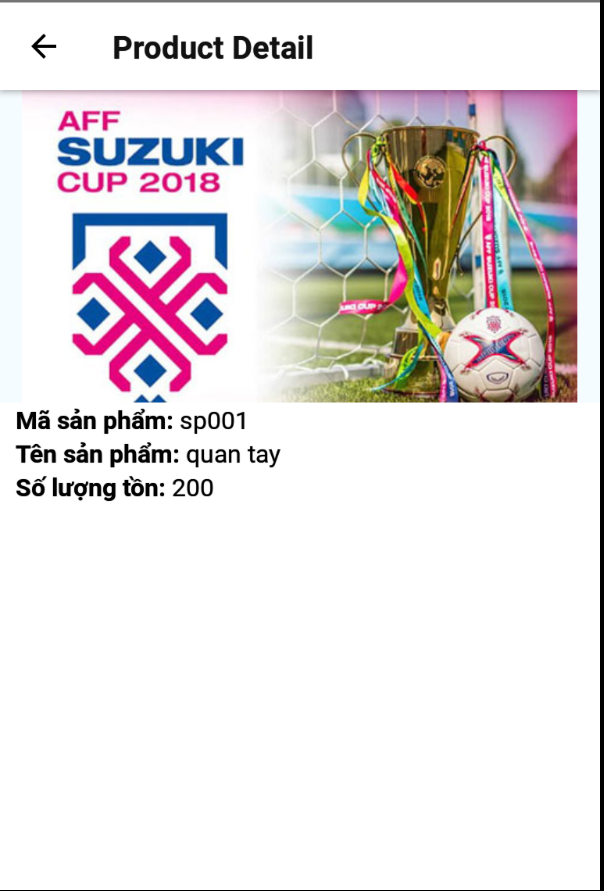 Product Detail
AFF
SUZUKI
CUP 2018
Mã sản phẩm: sp001
Tên sản phẩm: quan tay
Số lượng tồn: 200